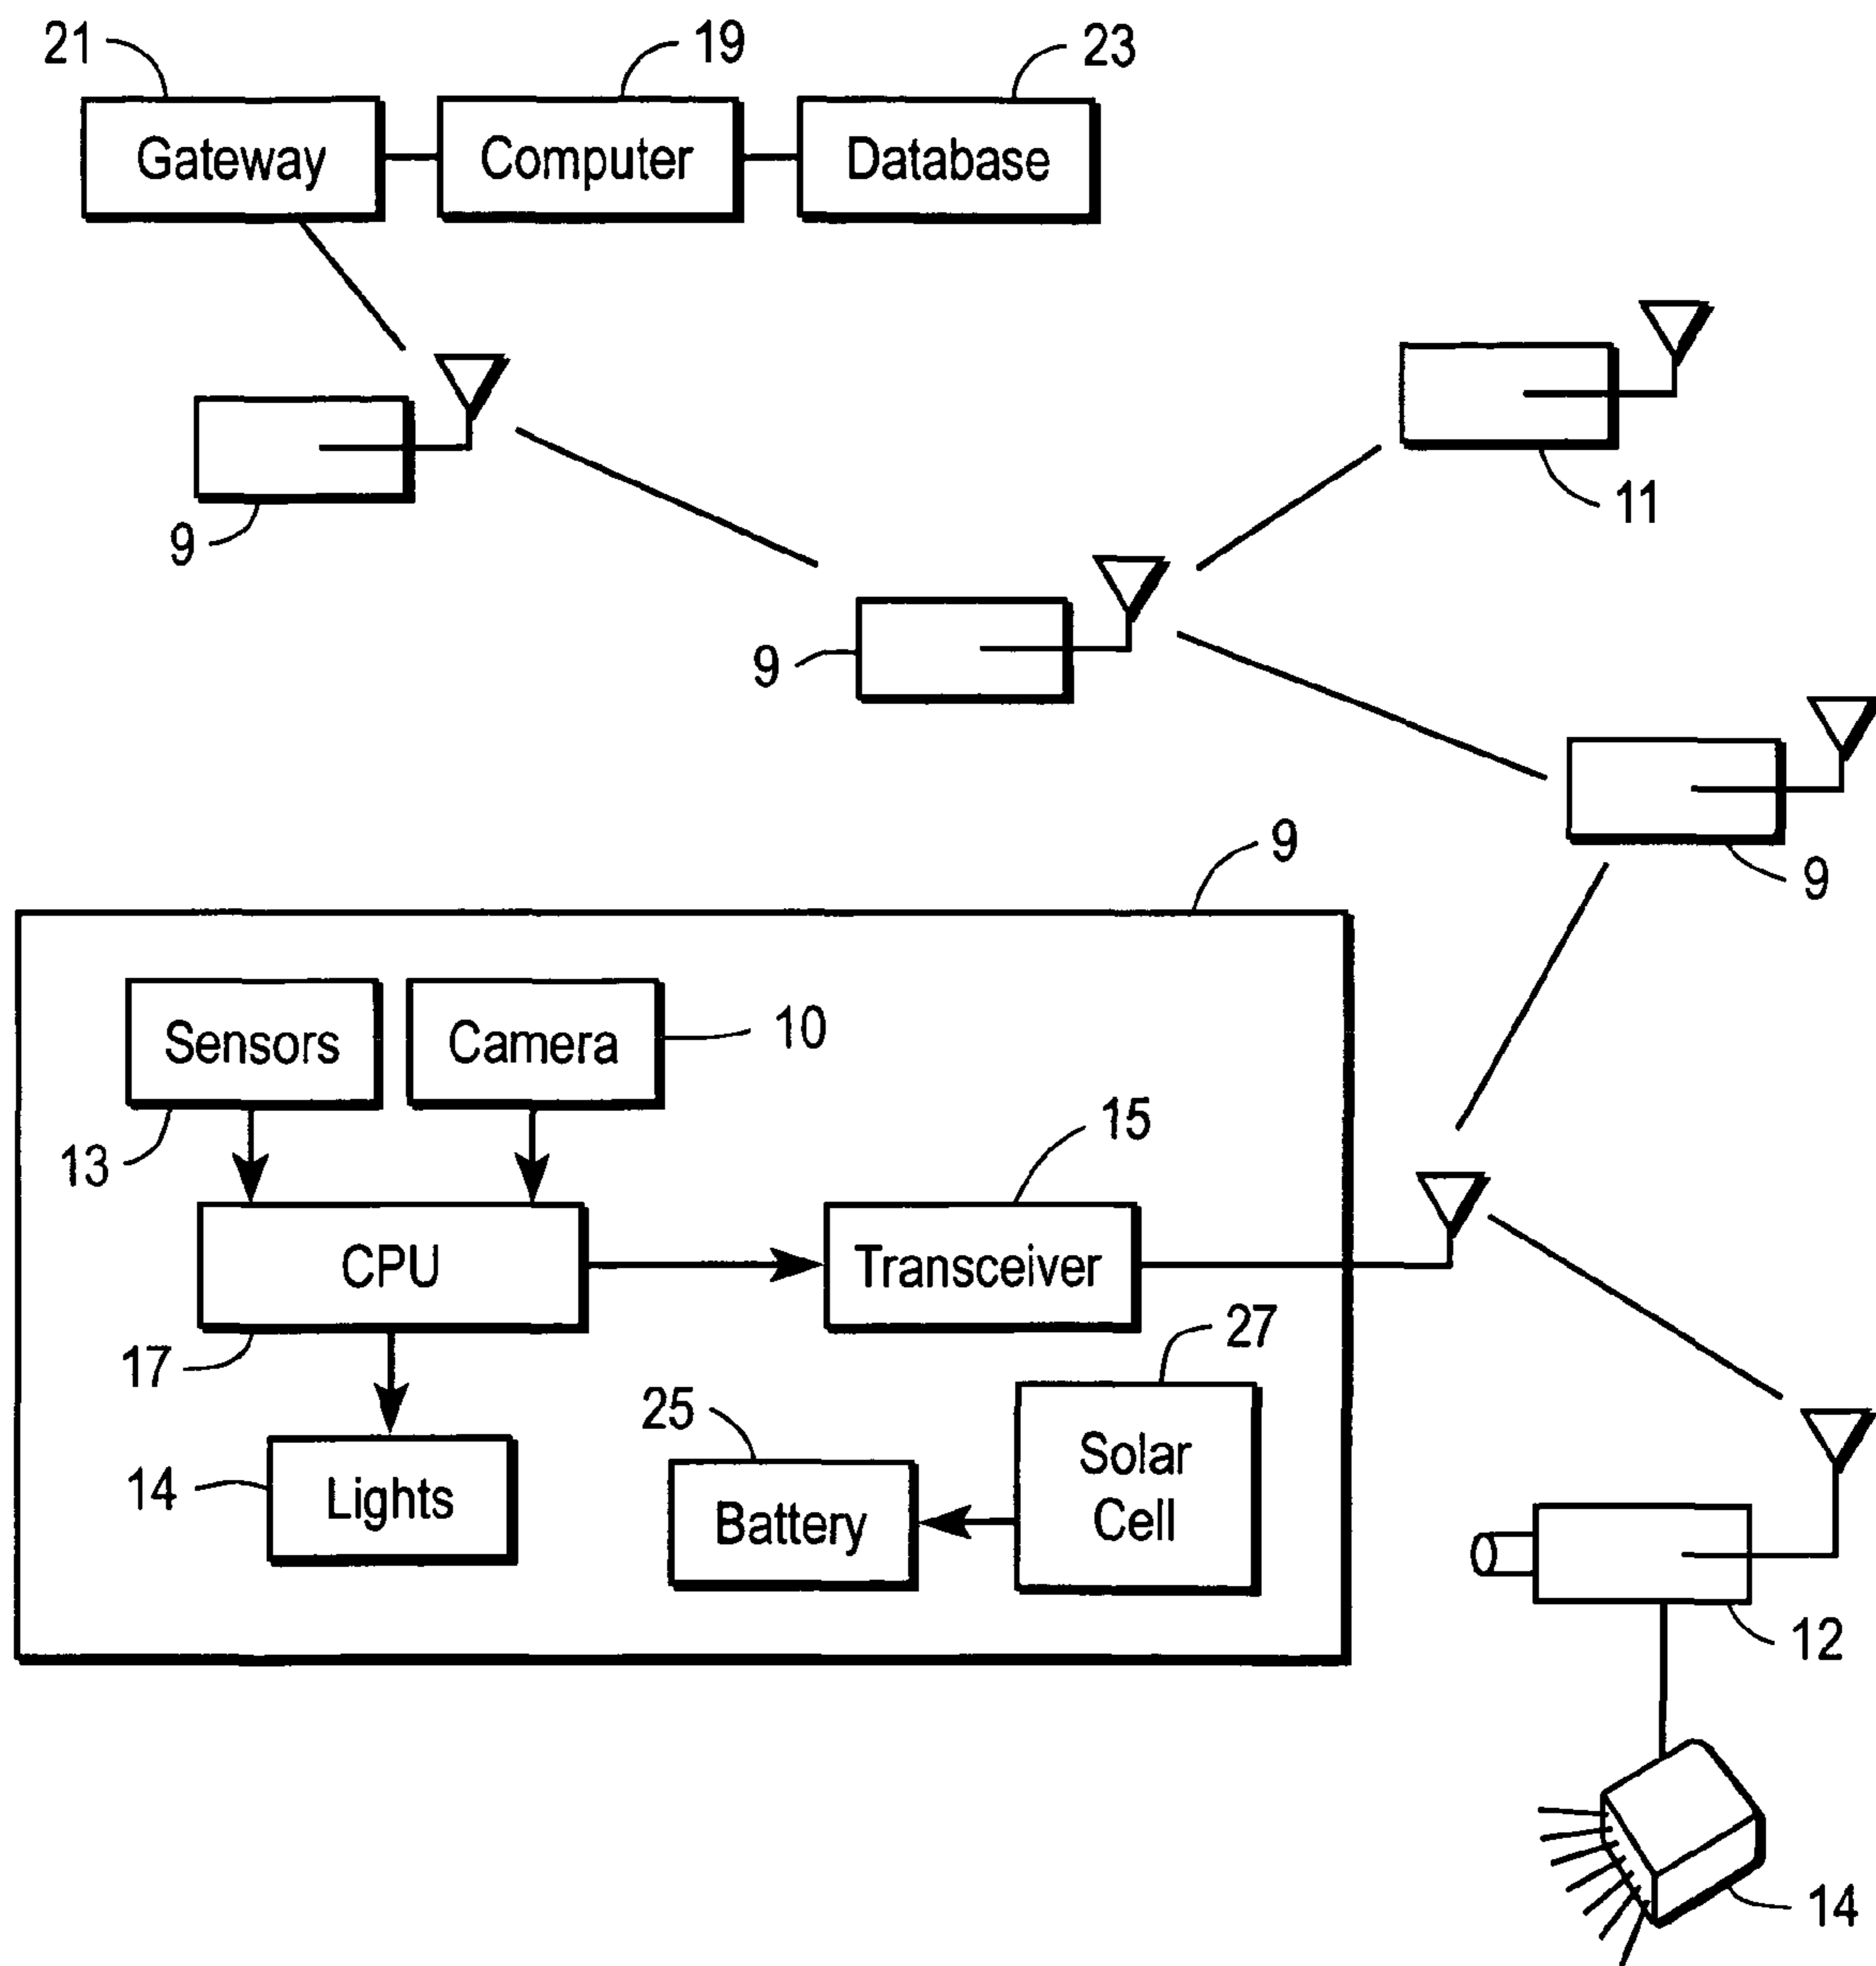 21
19
23
Gateway
Computer
Database
11
9
9
9
9
Sensors
Camera
10
13
15
CPU
Transceiver
17
27
25
14
Lights
Battery
Solar
Cell
12
14